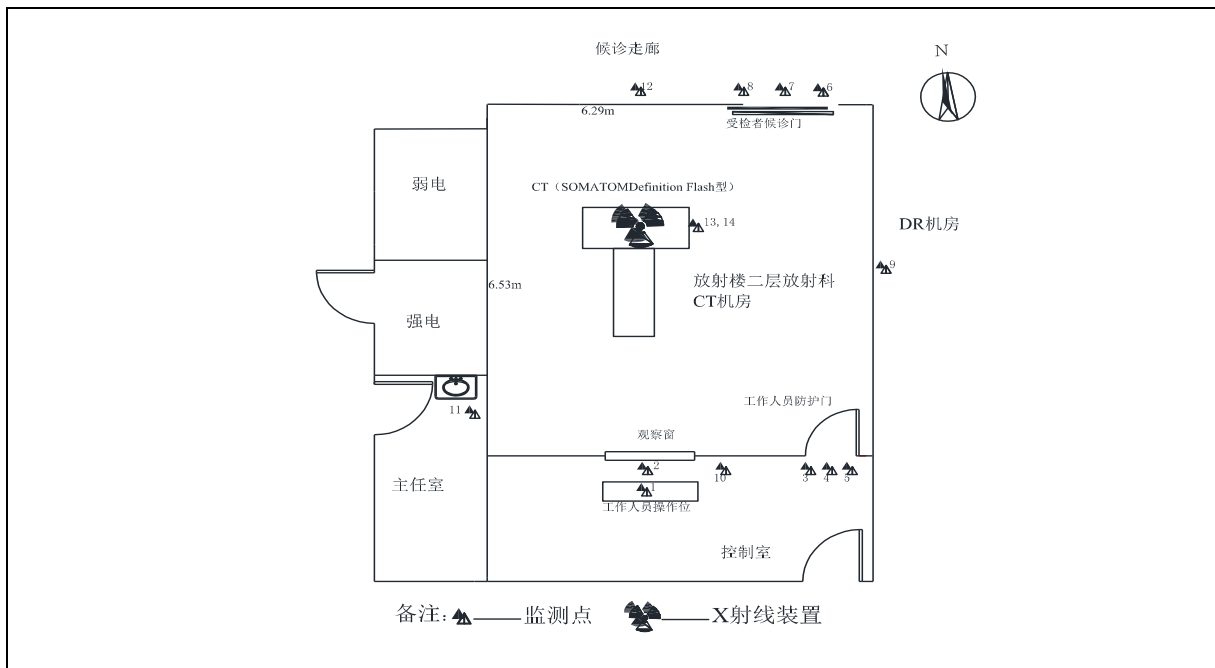 候诊走廊
N
12
8
7
6
6.29m
受检者候诊门
弱电
CT（SOMATOMDefinition Flash型）
13, 14
DR机房
9
放射楼二层放射科
CT机房
6.53m
强电
11
工作人员防护门
观察窗
2
10
3
4
5
主任室
1
工作人员操作位
控制室
备注: 监测点 X射线装置